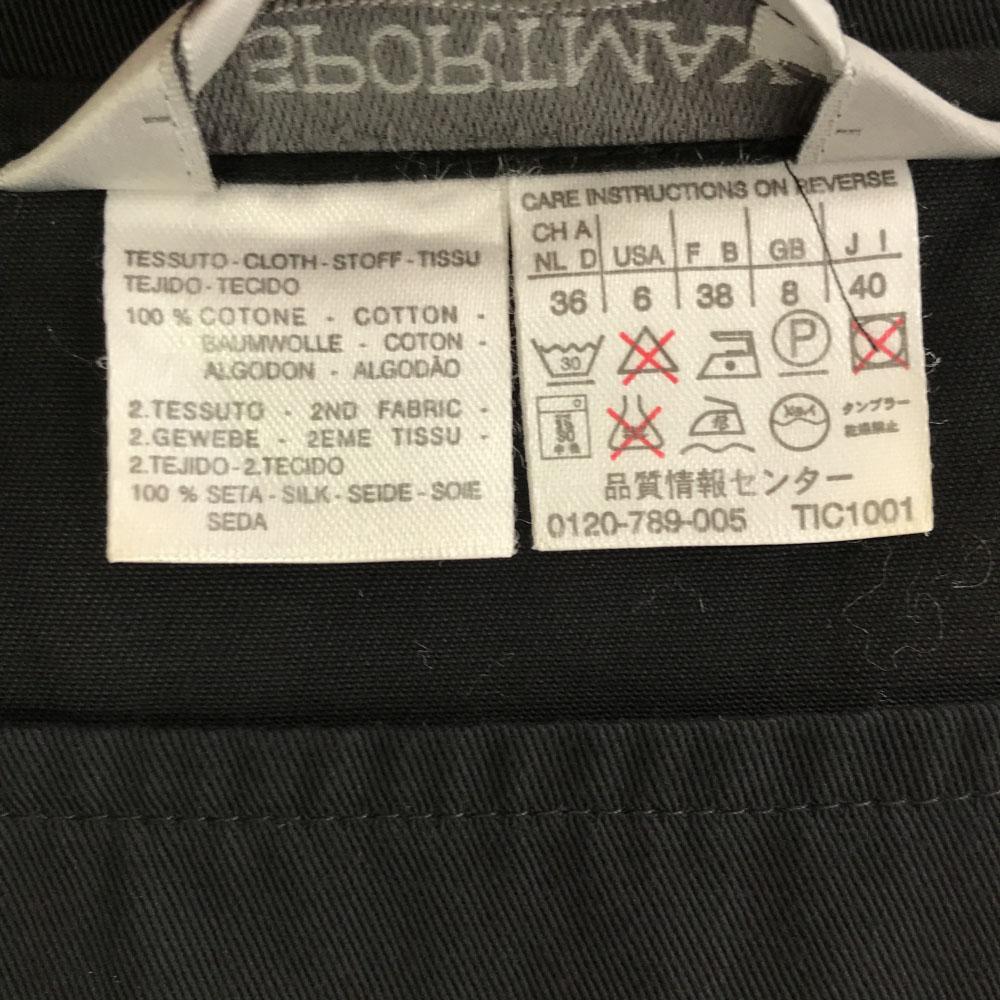 SPORTMAX
TESSUTO-CLOTH-STOFF-TISSU
TEJIDO-TECIDO
100 % COTONE - COTTON -
BAUMWOLLE - COTON -
ALGODON - ALGODÃO
2.TESSUTO - 2ND FABRIC -
2.GEWEBE - 2EME TISSU -
2.TEJIDO-2.TECIDO
100 % SETA-SILK-SEIDE-SOIE
SEDA
CARE INSTRUCTIONS ON REVERSE
CH A
NL D USA F B GB J I
36 6 38 8 40
30 P
中 タンブラー
乾燥禁止
品質情報センター
0120-789-005 TIC1001